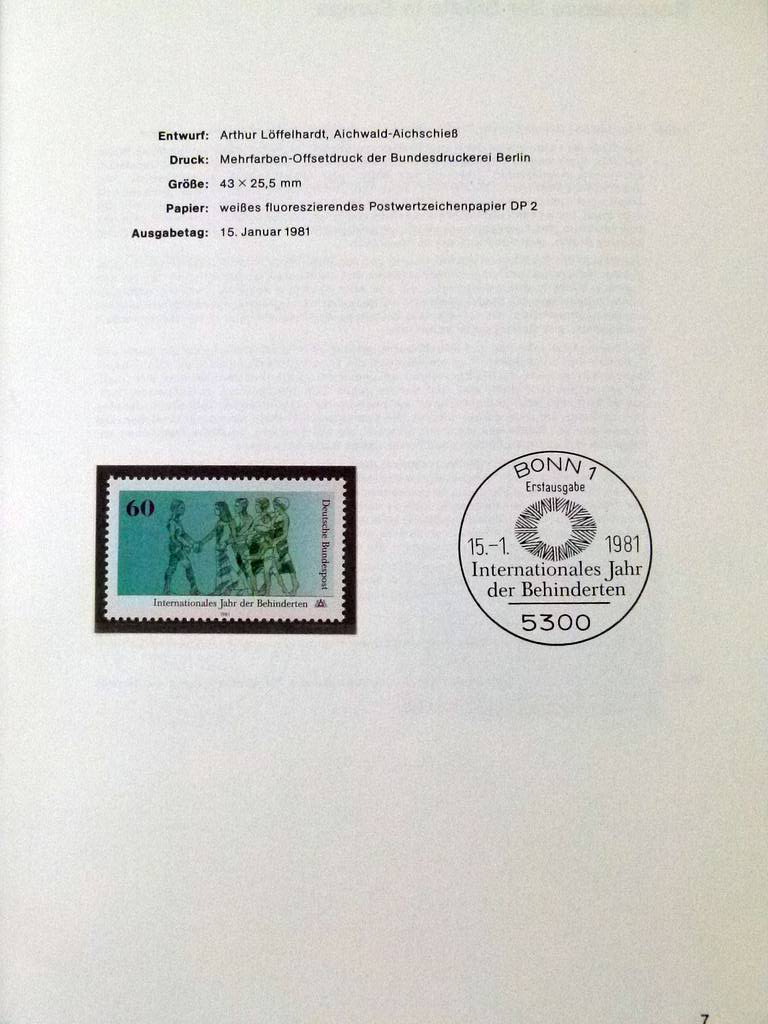 Entwurf: Arthur Löffelhardt, Aichwald-Aichschieß
Druck: Mehrfarben-Offsetdruck der Bundesdruckerei Berlin
Größe: 43 × 25,5 mm
Papier: weißes fluoreszierendes Postwertzeichenpapier DP 2
Ausgabetag: 15. Januar 1981
60
Deutsche Bundespost
Internationales Jahr der Behinderten
1981
BONN 1
Erstausgabe
15.–1. 1981
Internationales Jahr
der Behinderten
5300
7